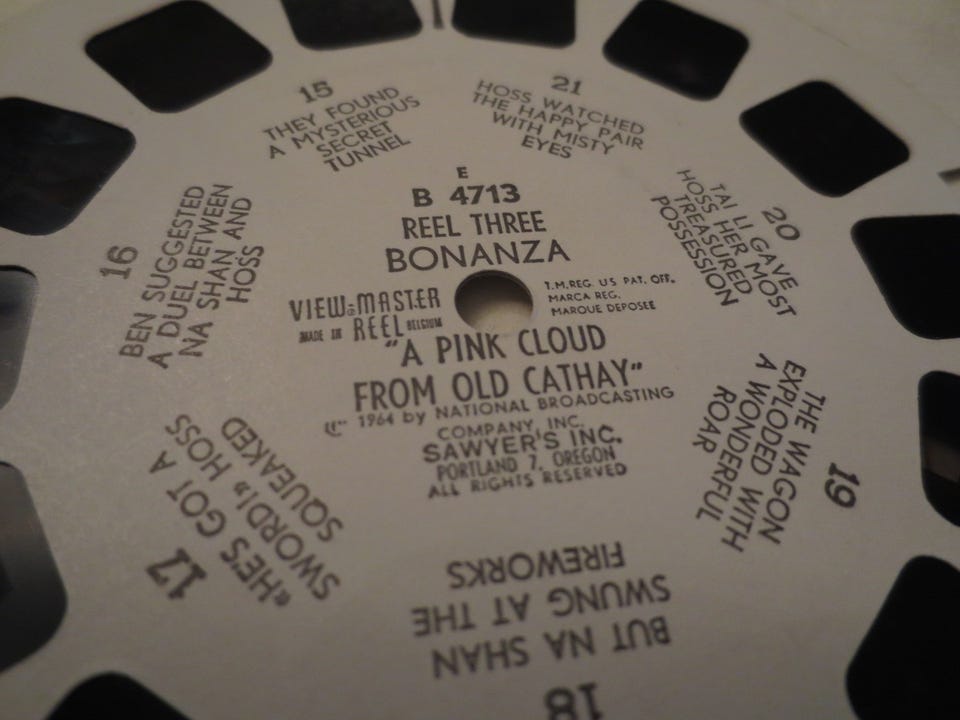 E
B 4713
REEL THREE
BONANZA
VIEW-MASTER
MADE IN REEL BELGIUM
T.M.REG. U S PAT. OFF.
MARCA REG.
MARQUE DEPOSEE
"A PINK CLOUD
FROM OLD CATHAY"
1964 by NATIONAL BROADCASTING
COMPANY, INC.
SAWYER'S INC.
PORTLAND 7, OREGON
ALL RIGHTS RESERVED
15
THEY FOUND
A MYSTERIOUS
SECRET
TUNNEL
16
BEN SUGGESTED
A DUEL BETWEEN
NA SHAN AND
HOSS
17
«HE'S GOT A
SWORD!» HOSS
SQUEAKED
18
BUT NA SHAN
SWUNG AT THE
FIREWORKS
19
THE WAGON
EXPLODED WITH
A WONDERFUL
ROAR
20
TAI LI GAVE
HOSS HER MOST
TREASURED
POSSESSION
21
HOSS WATCHED
THE HAPPY PAIR
WITH MISTY
EYES